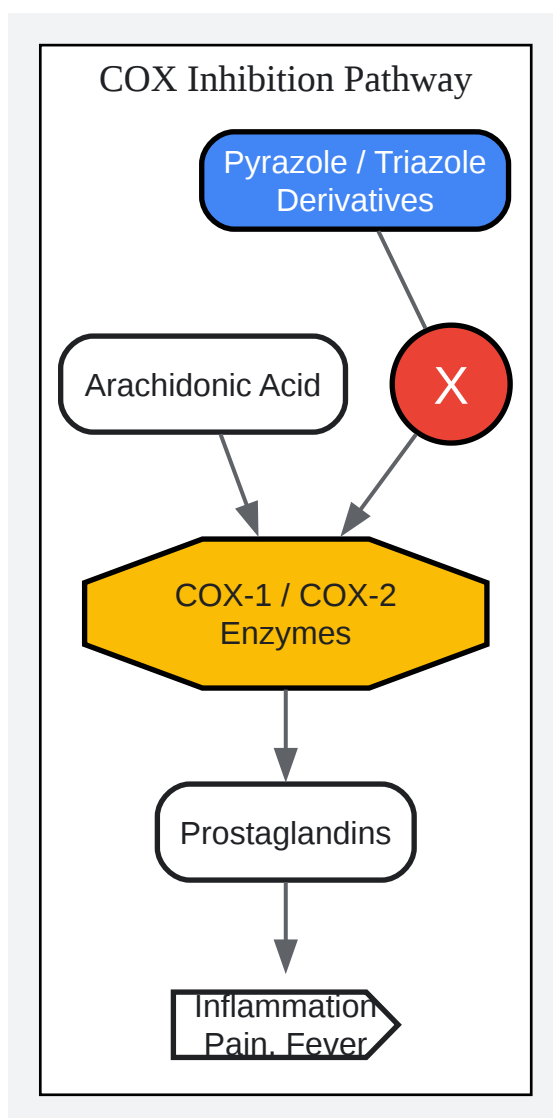 COX Inhibition Pathway
Pyrazole / Triazole
Derivatives
Arachidonic Acid
X
COX-1 / COX-2
Enzymes
Prostaglandins
Inflammation
Pain, Fever